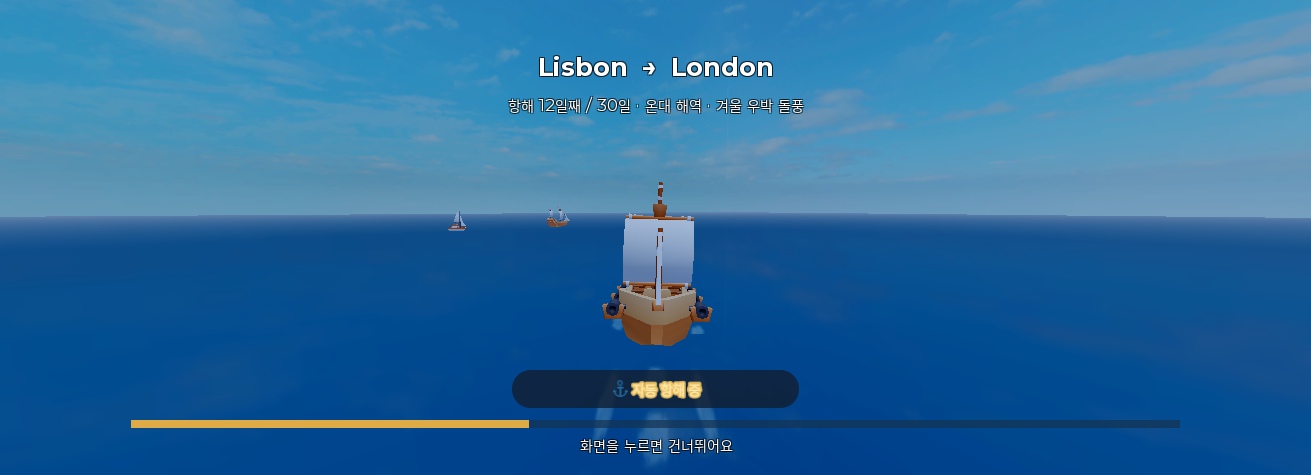 Lisbon → London
항해 12일째 / 30일 · 온대 해역 · 겨울 우박 돌풍
⚓ 자동 항해 중
화면을 누르면 건너뛰어요